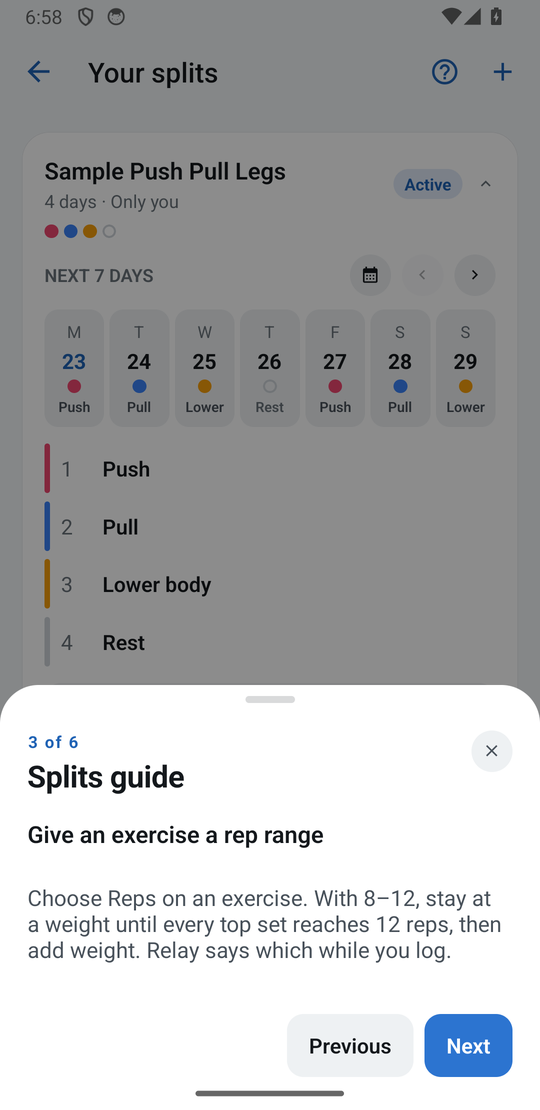 6:58
Your splits
Sample Push Pull Legs
Active
4 days · Only you
NEXT 7 DAYS
M T W T F S S
23 24 25 26 27 28 29
Push Pull Lower Rest Push Pull Lower
1 Push
2 Pull
3 Lower body
4 Rest
3 of 6
Splits guide
Give an exercise a rep range
Choose Reps on an exercise. With 8–12, stay at
a weight until every top set reaches 12 reps, then
add weight. Relay says which while you log.
Previous Next